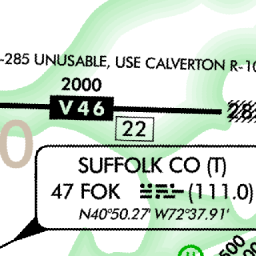 -285 UNUSABLE, USE CALVERTON R-10
2000
V46
22
SUFFOLK CO (T)
47 FOK (111.0)
N40°50.27' W72°37.91'
500